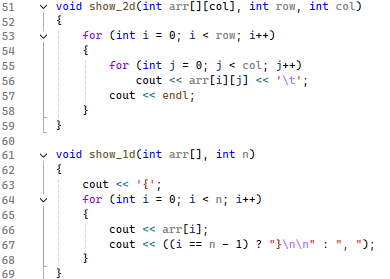 51 void show_2d(int arr[][col], int row, int col)
52 {
53 for (int i = 0; i < row; i++)
54 {
55 for (int j = 0; j < col; j++)
56 cout << arr[i][j] << '\t';
57 cout << endl;
58 }
59 }
60
61 void show_1d(int arr[], int n)
62 {
63 cout << '{';
64 for (int i = 0; i < n; i++)
65 {
66 cout << arr[i];
67 cout << ((i == n - 1) ? "}\n\n" : ", ");
68 }
69 }